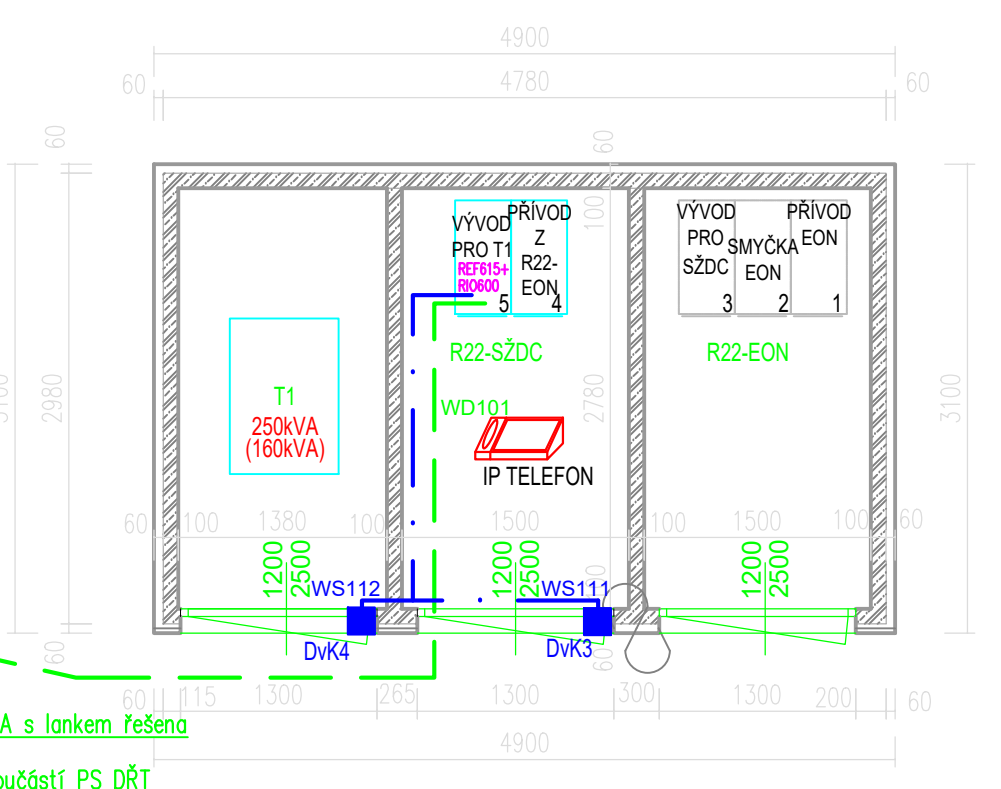 4900
60
4780
60
60
60
VÝVOD
PRO T1
REF615+
RIO600
5
PŘÍVOD
Z
R22-
EON
4
VÝVOD
PRO
SŽDC
3
SMYČKA
EON
2
PŘÍVOD
EON
1
100
R22-SŽDC
R22-EON
2980
2780
3100
T1
250kVA
(160kVA)
WD101
IP TELEFON
60
100
1380
100
1500
100
1500
100
60
1200
2500
1200
2500
1200
2500
WS112
WS111
DvK4
DvK3
60
60
60
115
1300
265
1300
300
1300
200
60
A s lankem řešena
4900
oučástí PS DŘT